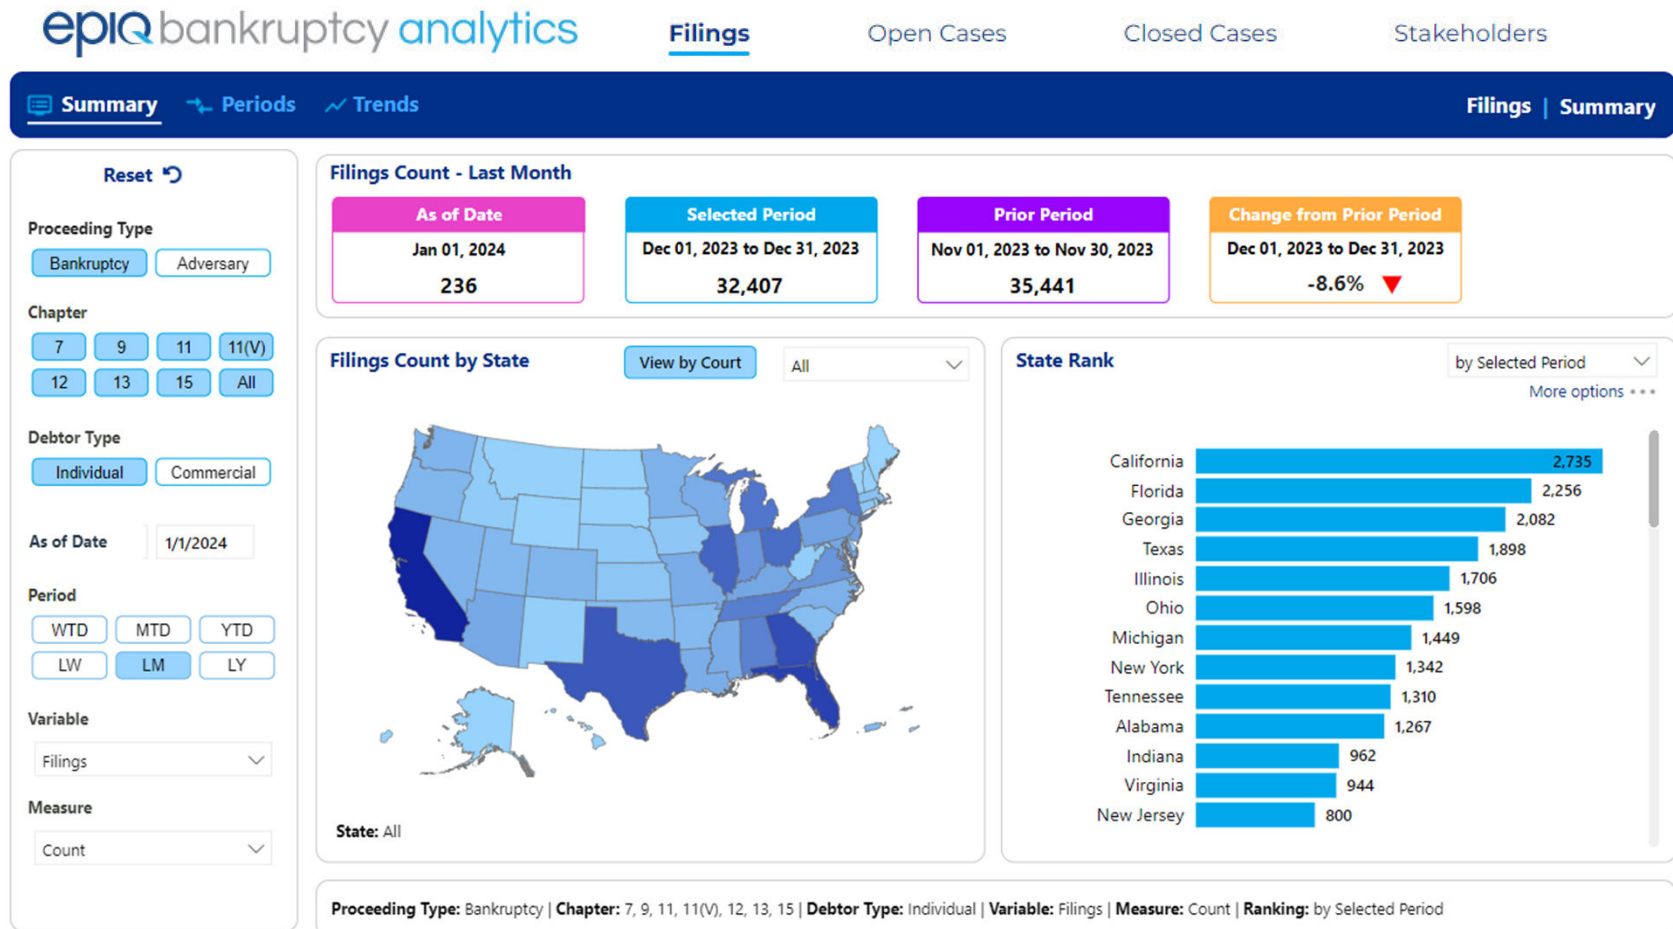 epiq bankruptcy analytics
Filings
Open Cases
Closed Cases
Stakeholders
Summary
Periods
Trends
Filings | Summary
Reset
Proceeding Type
Bankruptcy
Adversary
Chapter
7
9
11
11(V)
12
13
15
All
Debtor Type
Individual
Commercial
As of Date
1/1/2024
Period
WTD
MTD
YTD
LW
LM
LY
Variable
Filings
Measure
Count
Filings Count - Last Month
As of Date
Jan 01, 2024
236
Selected Period
Dec 01, 2023 to Dec 31, 2023
32,407
Prior Period
Nov 01, 2023 to Nov 30, 2023
35,441
Change from Prior Period
Dec 01, 2023 to Dec 31, 2023
-8.6%
Filings Count by State
View by Court
All
State: All
State Rank
by Selected Period
More options
California 2,735
Florida 2,256
Georgia 2,082
Texas 1,898
Illinois 1,706
Ohio 1,598
Michigan 1,449
New York 1,342
Tennessee 1,310
Alabama 1,267
Indiana 962
Virginia 944
New Jersey 800
Proceeding Type: Bankruptcy | Chapter: 7, 9, 11, 11(V), 12, 13, 15 | Debtor Type: Individual | Variable: Filings | Measure: Count | Ranking: by Selected Period